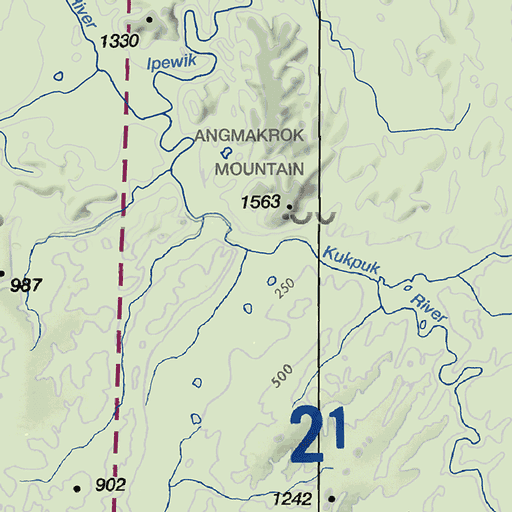 River
1330
Ipewik
ANGMAKROK
MOUNTAIN
1563
Kukpuk
987
250
River
500
21
902
1242